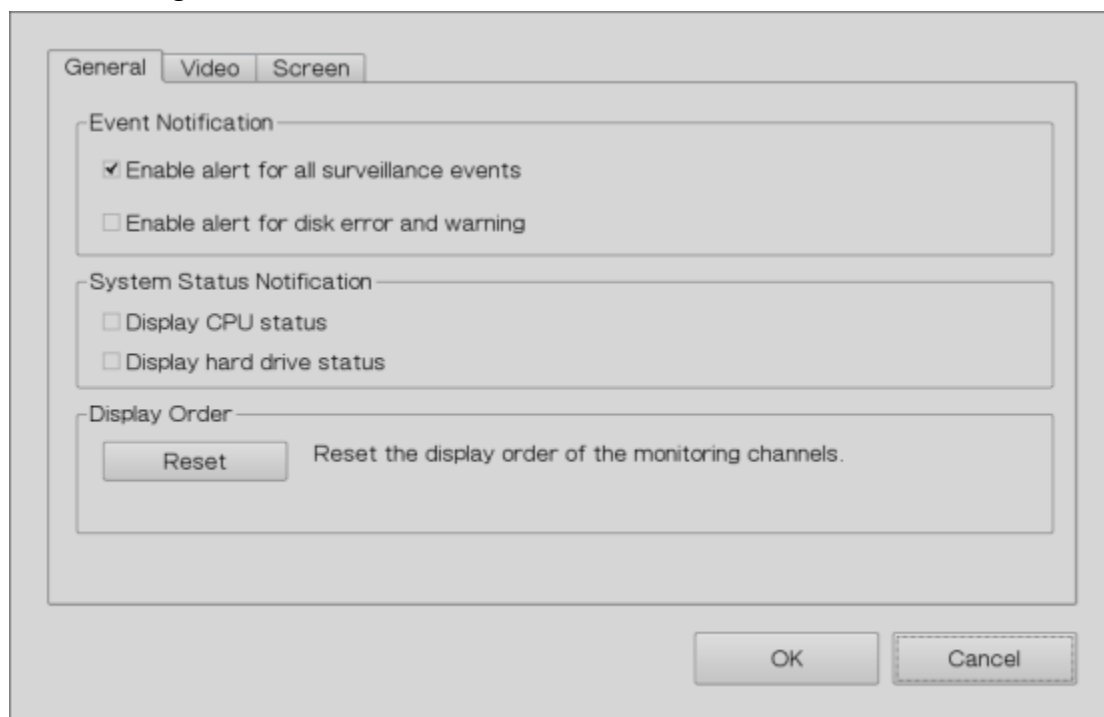 General Video Screen
Event Notification
Enable alert for all surveillance events
Enable alert for disk error and warning
System Status Notification
Display CPU status
Display hard drive status
Display Order
Reset Reset the display order of the monitoring channels.
OK Cancel